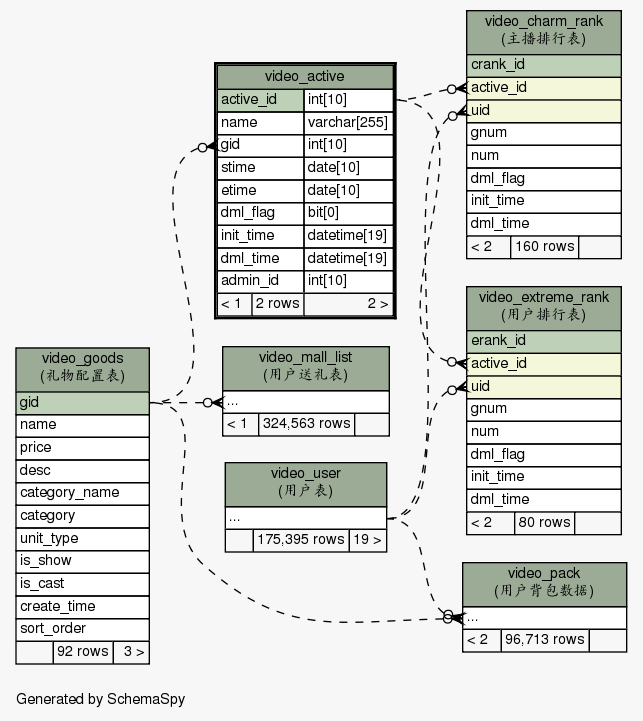 video_charm_rank
(主播排行表)
crank_id
active_id
uid
gnum
num
dml_flag
init_time
dml_time
< 2 160 rows
video_active
active_id int[10]
name varchar[255]
gid int[10]
stime date[10]
etime date[10]
dml_flag bit[0]
init_time datetime[19]
dml_time datetime[19]
admin_id int[10]
< 1 2 rows 2 >
video_extreme_rank
(用户排行表)
erank_id
active_id
uid
gnum
num
dml_flag
init_time
dml_time
< 2 80 rows
video_goods
(礼物配置表)
gid
name
price
desc
category_name
category
unit_type
is_show
is_cast
create_time
sort_order
92 rows 3 >
video_mall_list
(用户送礼表)
...
< 1 324,563 rows
video_user
(用户表)
...
175,395 rows 19 >
video_pack
(用户背包数据)
...
< 2 96,713 rows
Generated by SchemaSpy